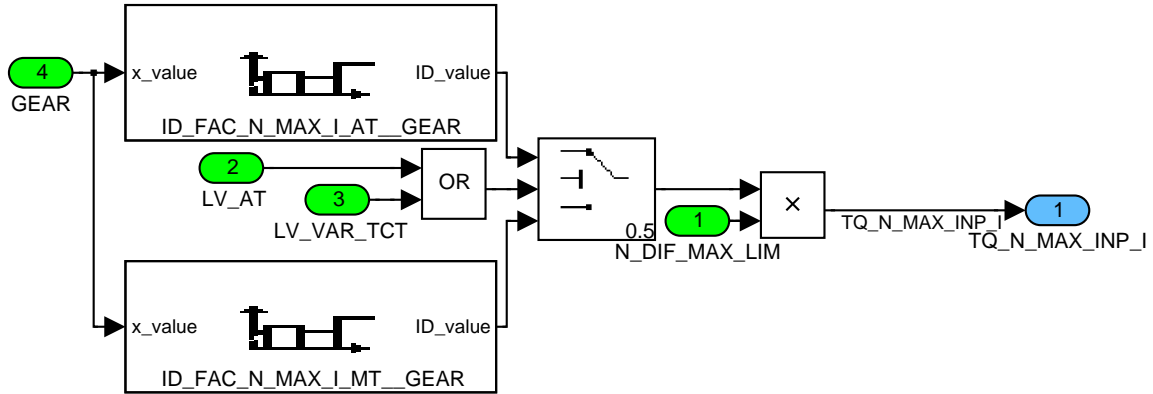 4
GEAR
x_value
ID_value
ID_FAC_N_MAX_I_AT__GEAR
2
LV_AT
3
LV_VAR_TCT
OR
0.5
1
N_DIF_MAX_LIM
×
TQ_N_MAX_INP_I
1
TQ_N_MAX_INP_I
x_value
ID_value
ID_FAC_N_MAX_I_MT__GEAR